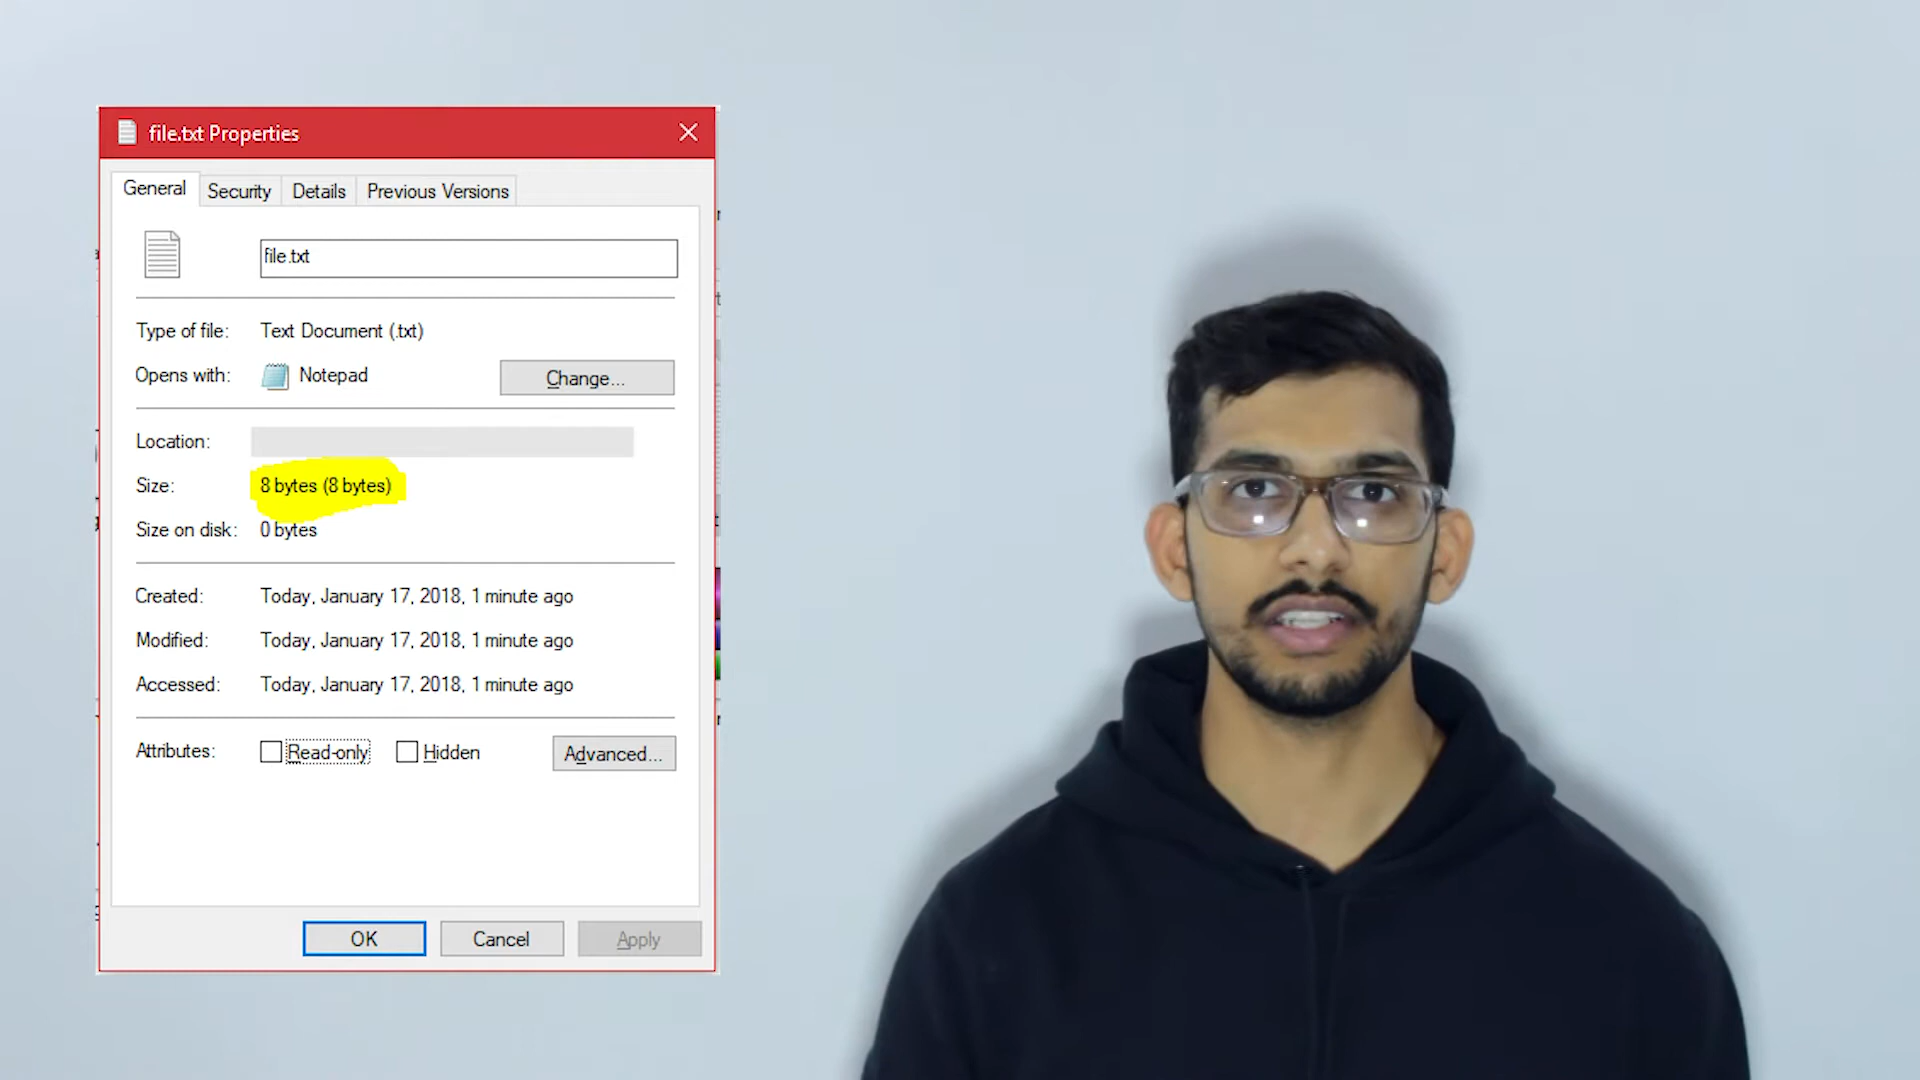 file.txt Properties
General Security Details Previous Versions
file.txt
Type of file: Text Document (.txt)
Opens with: Notepad Change...
Location:
Size: 8 bytes (8 bytes)
Size on disk: 0 bytes
Created: Today, January 17, 2018, 1 minute ago
Modified: Today, January 17, 2018, 1 minute ago
Accessed: Today, January 17, 2018, 1 minute ago
Attributes: Read-only Hidden Advanced...
OK Cancel Apply